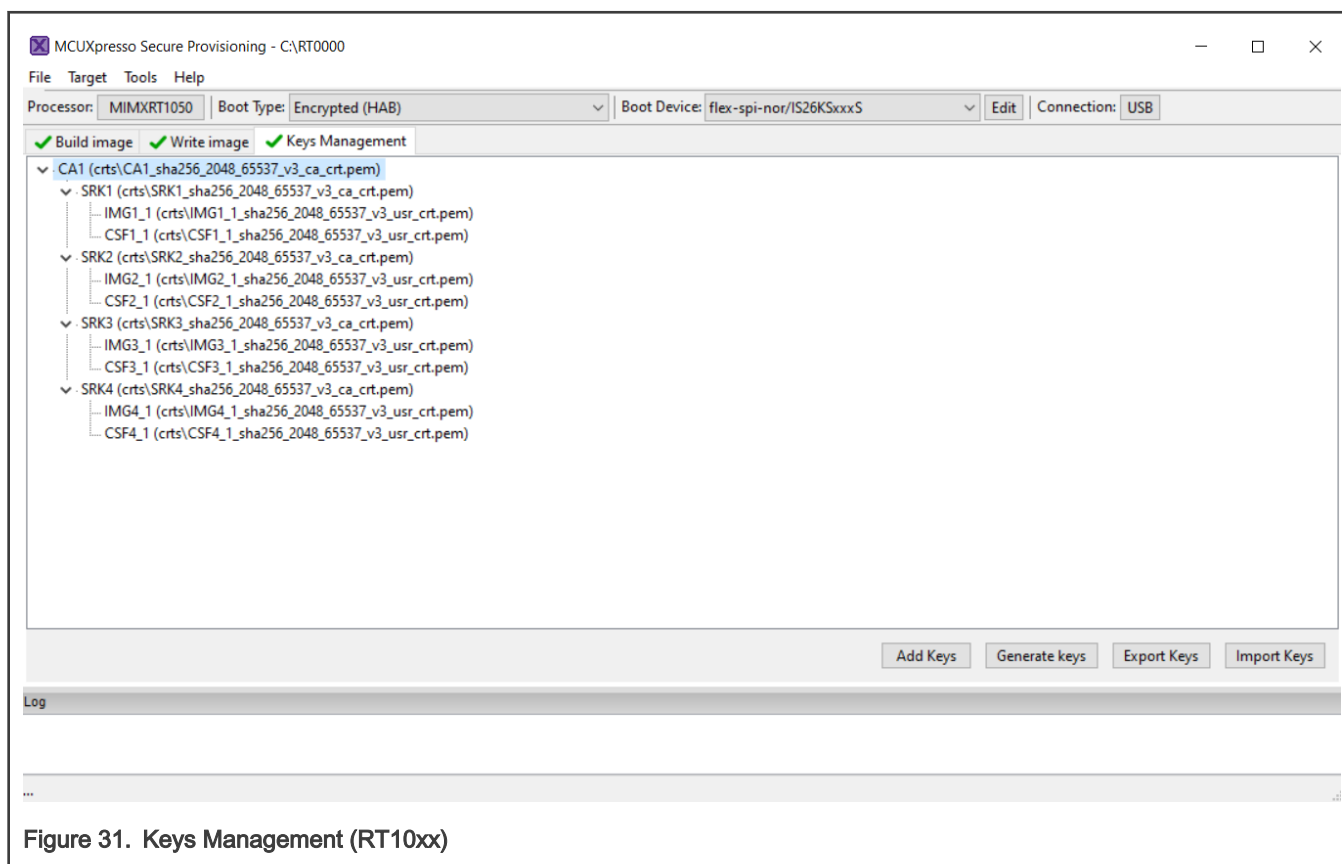 MCUXpresso Secure Provisioning - C:\RT0000
File Target Tools Help
Processor: MIMXRT1050 Boot Type: Encrypted (HAB) Boot Device: flex-spi-nor/IS26KSxxxS Edit Connection: USB
Build image Write image Keys Management
CA1 (crts\CA1_sha256_2048_65537_v3_ca_crt.pem)
SRK1 (crts\SRK1_sha256_2048_65537_v3_ca_crt.pem)
IMG1_1 (crts\IMG1_1_sha256_2048_65537_v3_usr_crt.pem)
CSF1_1 (crts\CSF1_1_sha256_2048_65537_v3_usr_crt.pem)
SRK2 (crts\SRK2_sha256_2048_65537_v3_ca_crt.pem)
IMG2_1 (crts\IMG2_1_sha256_2048_65537_v3_usr_crt.pem)
CSF2_1 (crts\CSF2_1_sha256_2048_65537_v3_usr_crt.pem)
SRK3 (crts\SRK3_sha256_2048_65537_v3_ca_crt.pem)
IMG3_1 (crts\IMG3_1_sha256_2048_65537_v3_usr_crt.pem)
CSF3_1 (crts\CSF3_1_sha256_2048_65537_v3_usr_crt.pem)
SRK4 (crts\SRK4_sha256_2048_65537_v3_ca_crt.pem)
IMG4_1 (crts\IMG4_1_sha256_2048_65537_v3_usr_crt.pem)
CSF4_1 (crts\CSF4_1_sha256_2048_65537_v3_usr_crt.pem)
Add Keys Generate keys Export Keys Import Keys
Log
...
Figure 31. Keys Management (RT10xx)